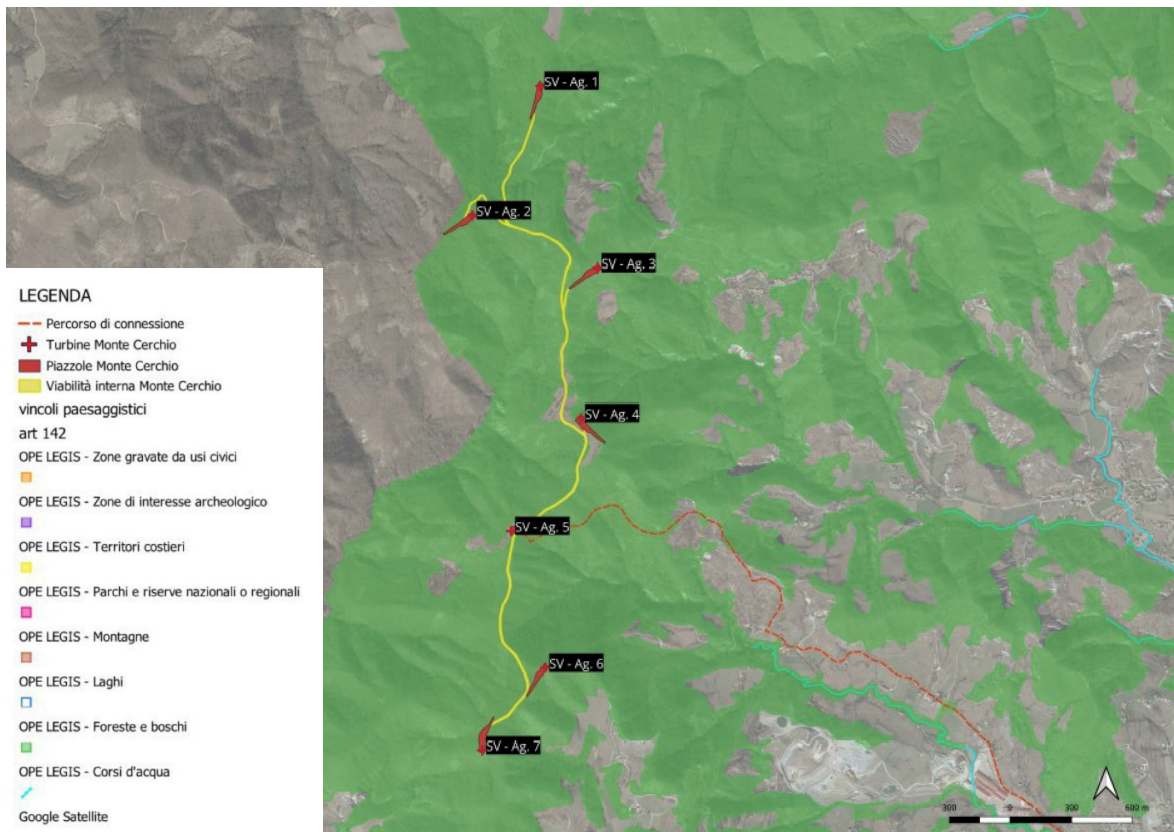 SV - Ag. 1
SV - Ag. 2
SV - Ag. 3
SV - Ag. 4
SV - Ag. 5
SV - Ag. 6
SV - Ag. 7
LEGENDA
Percorso di connessione
Turbine Monte Cerchio
Piazzole Monte Cerchio
Viabilità interna Monte Cerchio
vincoli paesaggistici
art 142
OPE LEGIS - Zone gravate da usi civici
OPE LEGIS - Zone di interesse archeologico
OPE LEGIS - Territori costieri
OPE LEGIS - Parchi e riserve nazionali o regionali
OPE LEGIS - Montagne
OPE LEGIS - Laghi
OPE LEGIS - Foreste e boschi
OPE LEGIS - Corsi d'acqua
Google Satellite
300 0 300 600 m